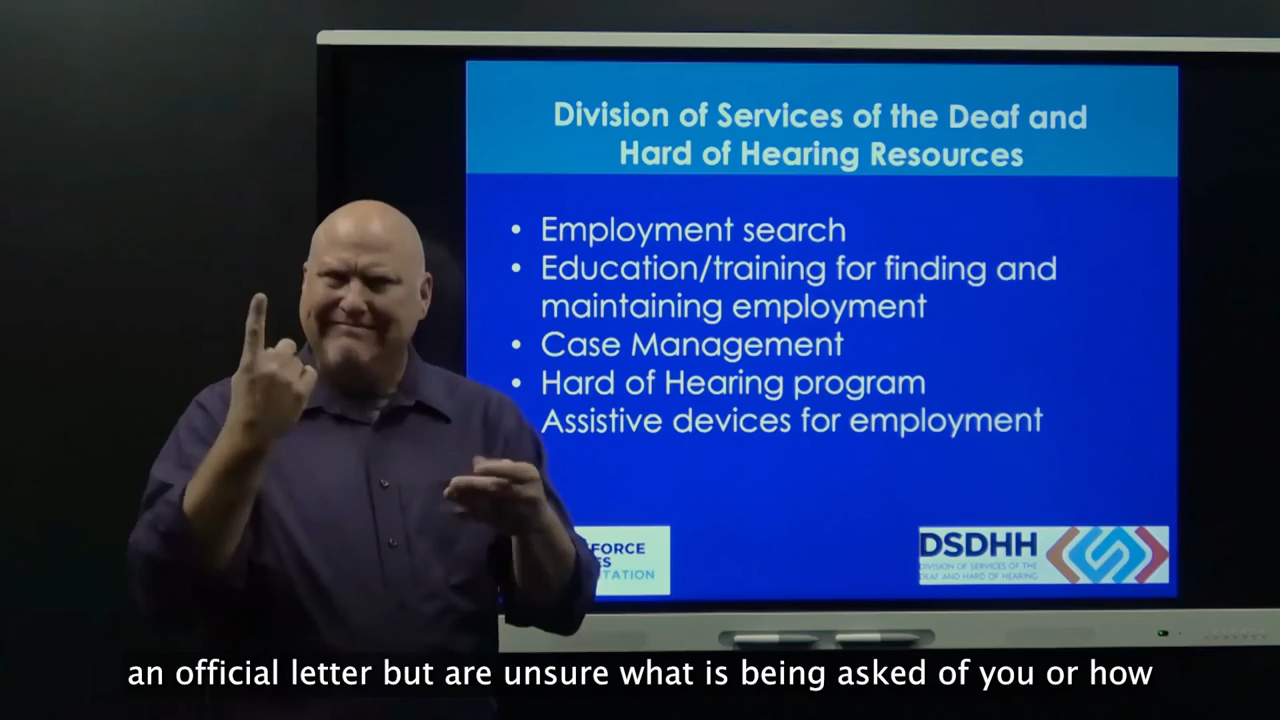 Division of Services of the Deaf and
Hard of Hearing Resources
• Employment search
• Education/training for finding and
maintaining employment
• Case Management
• Hard of Hearing program
Assistive devices for employment
FORCE
ES
TATION
DSDHH
DIVISION OF SERVICES OF THE
DEAF AND HARD OF HEARING
an official letter but are unsure what is being asked of you or how